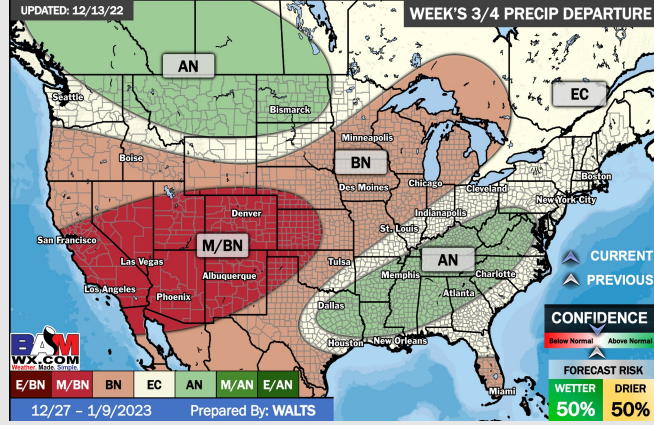 UPDATED: 12/13/22
WEEK'S 3/4 PRECIP DEPARTURE
AN
EC
Seattle
Bismarck
Minneapolis
BN
Boise
Boston
Des Moines
Chicago
Cleveland
New York City
Denver
Indianapolis
San Francisco
M/BN
St. Louis
Las Vegas
Tulsa
AN
CURRENT
Albuquerque
Memphis
Charlotte
PREVIOUS
Los Angeles
Phoenix
Atlanta
Dallas
CONFIDENCE
Houston
New Orleans
Below Normal
Above Normal
BAM
WX.COM
Weather. Made. Simple.
FORECAST RISK
E/BN
M/BN
BN
EC
AN
M/AN
E/AN
WETTER
DRIER
Miami
50%
50%
12/27 – 1/9/2023
Prepared By: WALTS